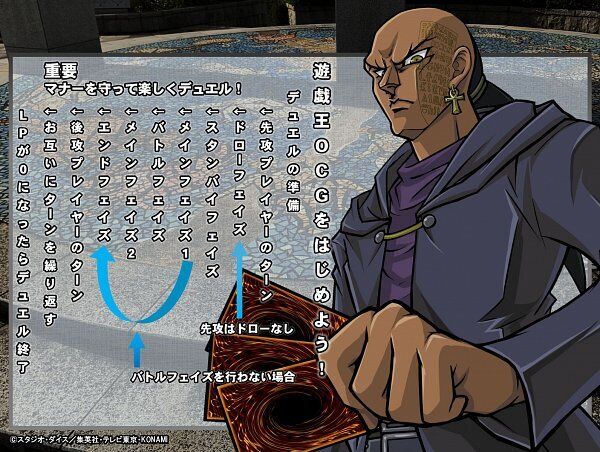 遊戯王OCGをはじめよう！
デュエルの準備
↓先攻プレイヤーのターン
↓ドローフェイズ
↓スタンバイフェイズ
↓メインフェイズ1
↓バトルフェイズ
↓メインフェイズ2
↓エンドフェイズ
↓後攻プレイヤーのターン
↓お互いにターンを繰り返す
LPが0になったらデュエル終了
重要
マナーを守って楽しくデュエル！
先攻はドローなし
バトルフェイズを行わない場合
©スタジオ・ダイス／集英社・テレビ東京・KONAMI